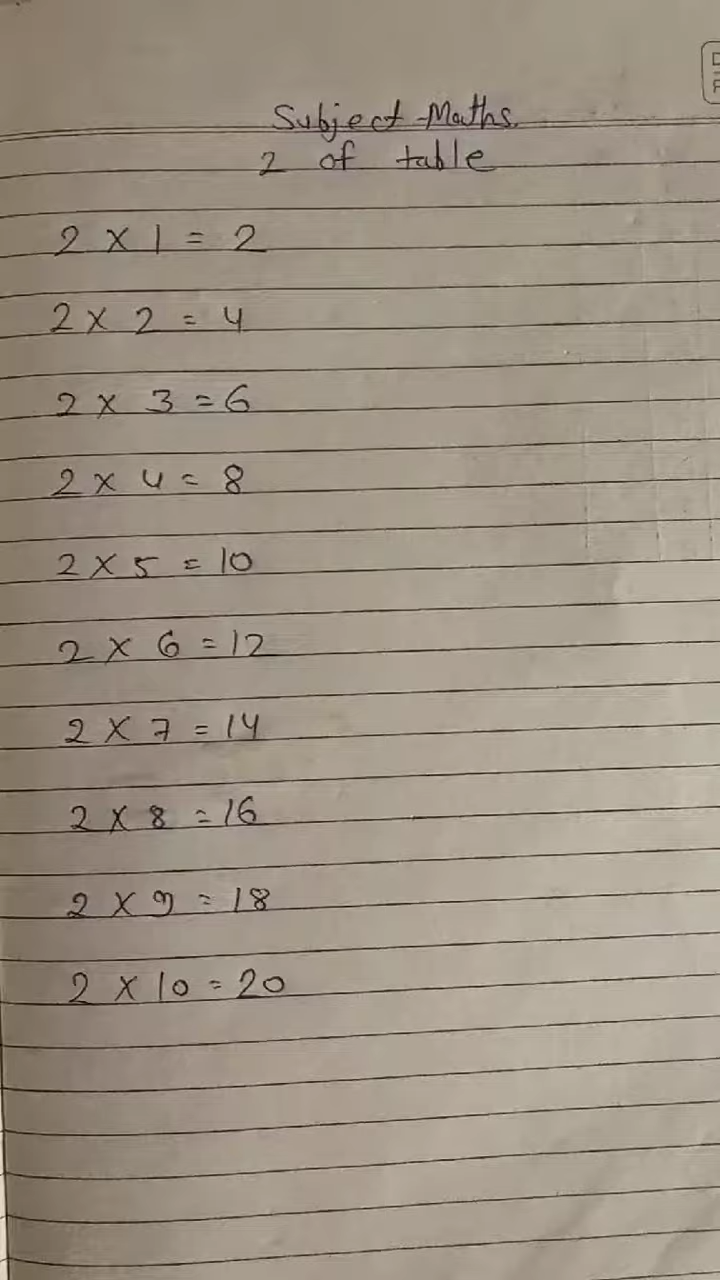 Subject-Maths.
2 of table
2 × 1 = 2
2 × 2 = 4
2 × 3 = 6
2 × 4 = 8
2 × 5 = 10
2 × 6 = 12
2 × 7 = 14
2 × 8 = 16
2 × 9 = 18
2 × 10 = 20